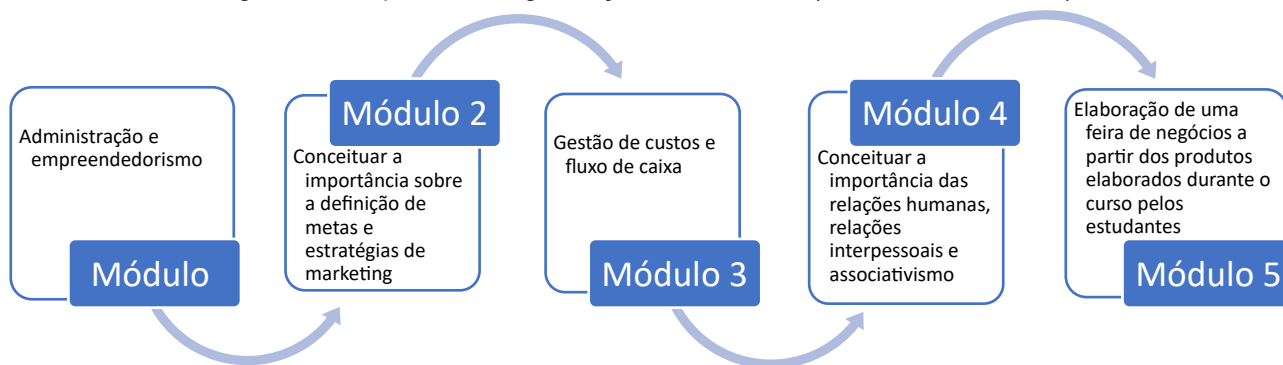 Administração e
empreendedorismo
Módulo
Módulo 2
Conceituar a
importância sobre
a definição de
metas e
estratégias de
marketing
Gestão de custos e
fluxo de caixa
Módulo 3
Módulo 4
Conceituar a
importância das
relações humanas,
relações
interpessoais e
associativismo
Elaboração de uma
feira de negócios a
partir dos produtos
elaborados durante o
curso pelos
estudantes
Módulo 5